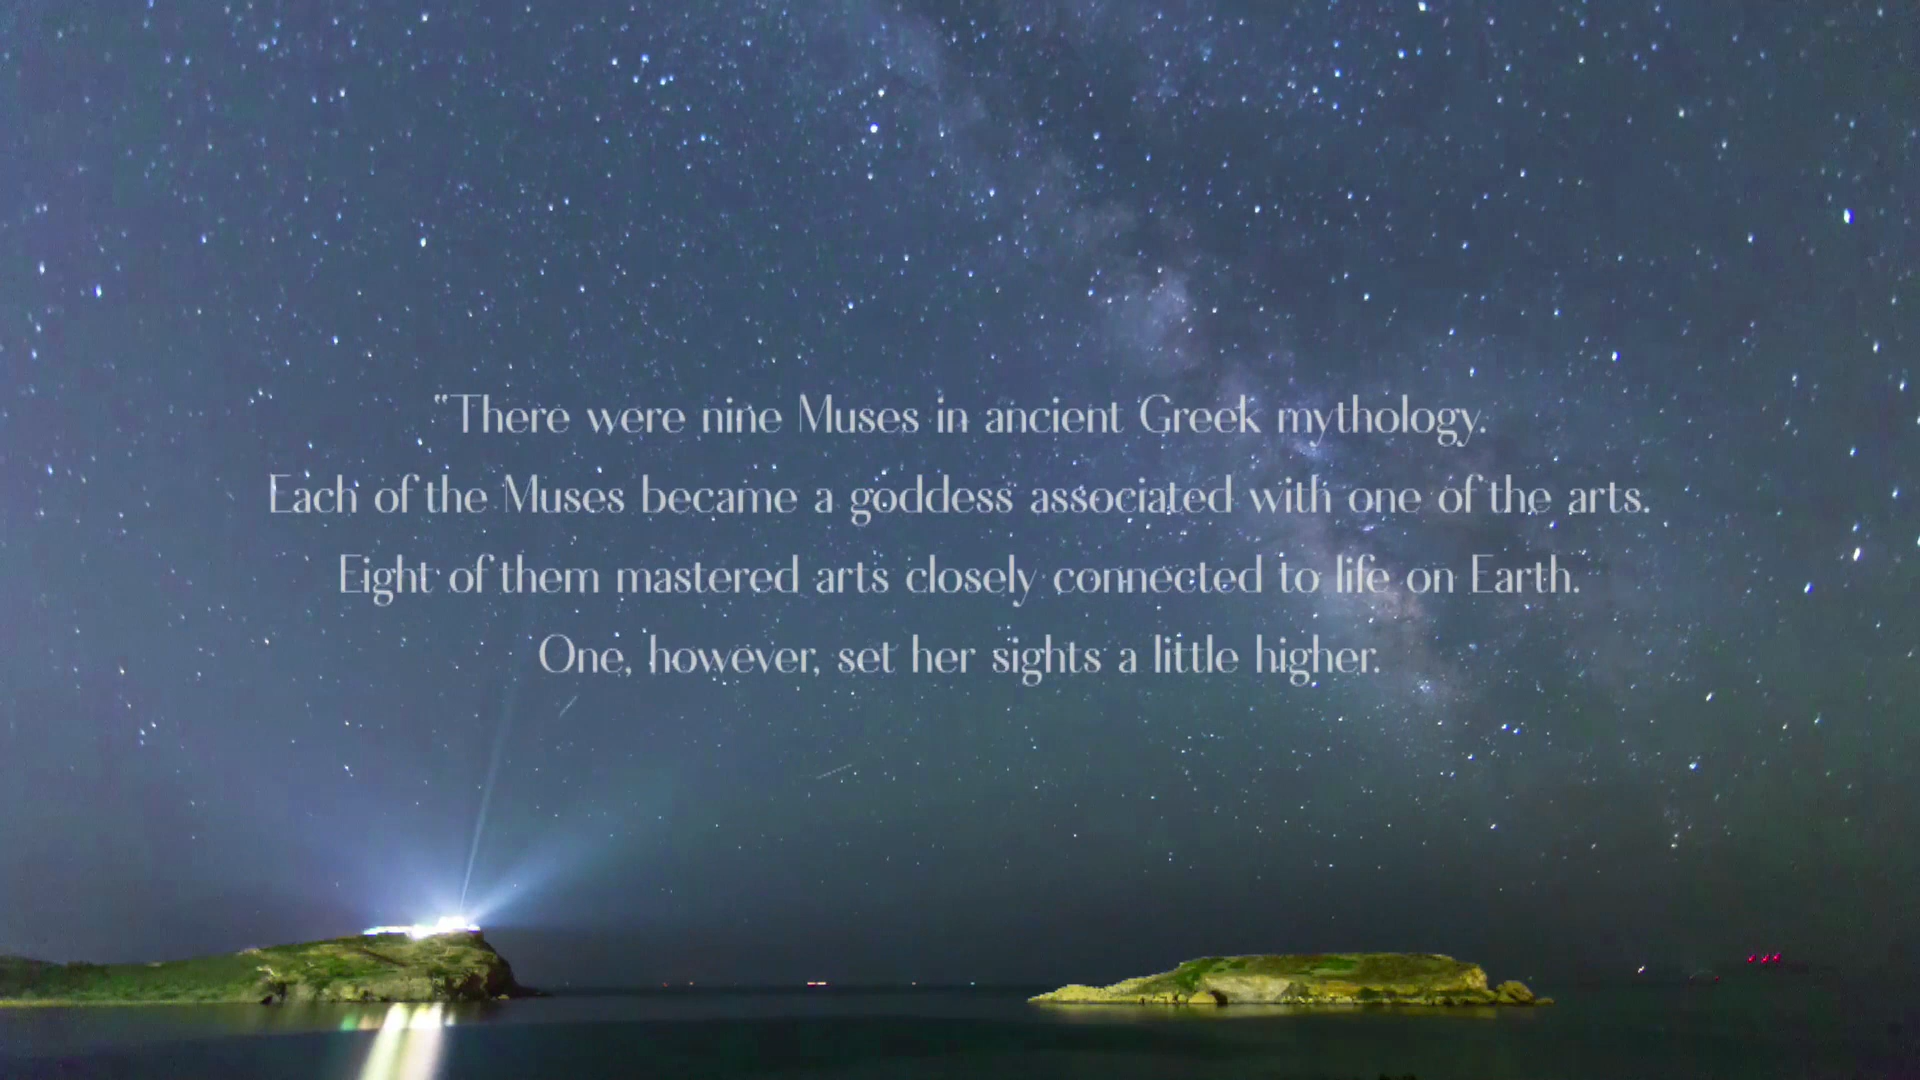 “There were nine Muses in ancient Greek mythology.
Each of the Muses became a goddess associated with one of the arts.
Eight of them mastered arts closely connected to life on Earth.
One, however, set her sights a little higher.